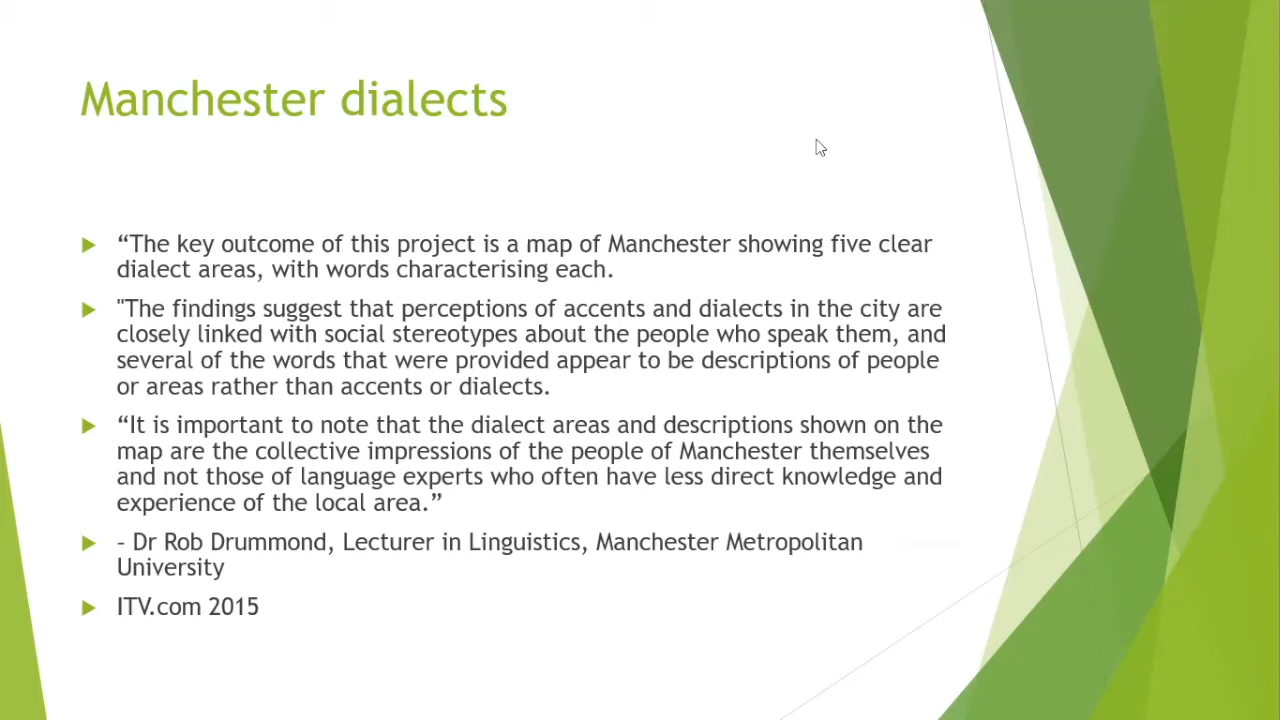 Manchester dialects
“The key outcome of this project is a map of Manchester showing five clear
dialect areas, with words characterising each.
"The findings suggest that perceptions of accents and dialects in the city are
closely linked with social stereotypes about the people who speak them, and
several of the words that were provided appear to be descriptions of people
or areas rather than accents or dialects.
“It is important to note that the dialect areas and descriptions shown on the
map are the collective impressions of the people of Manchester themselves
and not those of language experts who often have less direct knowledge and
experience of the local area.”
– Dr Rob Drummond, Lecturer in Linguistics, Manchester Metropolitan
University
ITV.com 2015